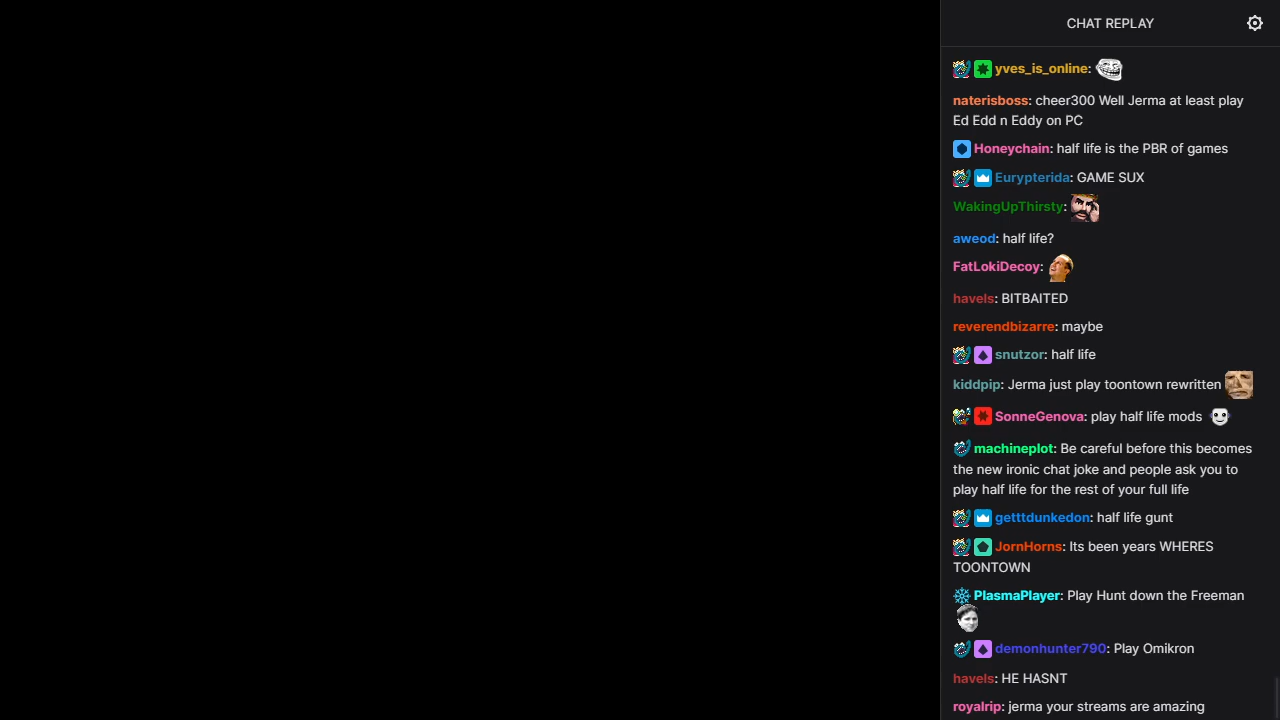 CHAT REPLAY
yves_is_online:
naterisboss: cheer300 Well Jerma at least play
Ed Edd n Eddy on PC
Honeychain: half life is the PBR of games
Eurypterida: GAME SUX
WakingUpThirsty:
aweod: half life?
FatLokiDecoy:
havels: BITBAITED
reverendbizarre: maybe
snutzor: half life
kiddpip: Jerma just play toontown rewritten
SonneGenova: play half life mods
machineplot: Be careful before this becomes
the new ironic chat joke and people ask you to
play half life for the rest of your full life
getttdunkedon: half life gunt
JornHorns: Its been years WHERES
TOONTOWN
PlasmaPlayer: Play Hunt down the Freeman
demonhunter790: Play Omikron
havels: HE HASNT
royalrip: jerma your streams are amazing